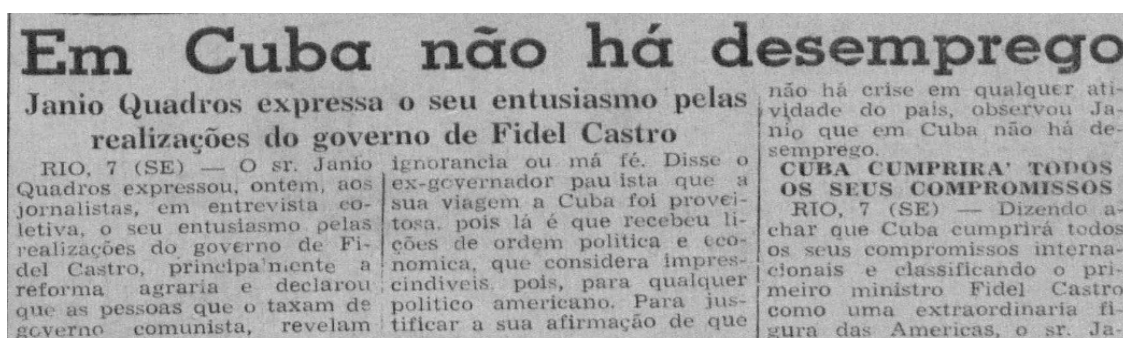 Em Cuba não há desemprego
Janio Quadros expressa o seu entusiasmo pelas
realizações do governo de Fidel Castro
RIO, 7 (SE) — O sr. Janio
Quadros expressou, ontem, aos
jornalistas, em entrevista co-
letiva, o seu entusiasmo pelas
realizações do governo de Fi-
del Castro, principa'mente a
reforma agraria e declarou
que as pessoas que o taxam de
governo comunista, revelam
ignorancia ou má fé. Disse o
ex-governador pau ista que a
sua viagem a Cuba foi provei-
tosa, pois lá é que recebeu li-
ções de ordem politica e eco-
nomica, que considera impres-
cindiveis, pois, para qualquer
politico americano. Para jus-
tificar a sua afirmação de que
não há crise em qualquer ati-
vidade do pais, observou Ja-
nio que em Cuba não há de-
semprego.
CUBA CUMPRIRA' TODOS
OS SEUS COMPROMISSOS
RIO, 7 (SE) — Dizendo a-
char que Cuba cumprirá todos
os seus compromissos interna-
cionais e classificando o pri-
meiro ministro Fidel Castro
como uma extraordinaria fi-
gura das Americas, o sr. Ja-